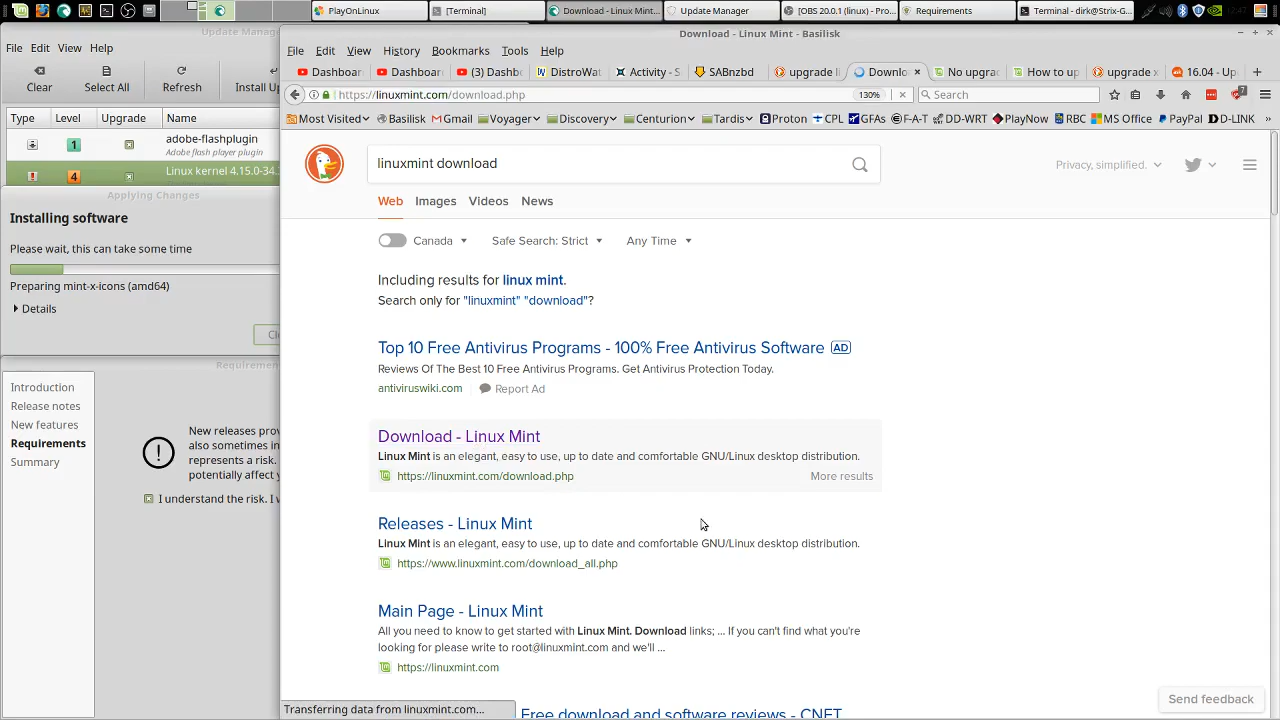 PlayOnLinux
[Terminal]
Download - Linux Mint...
Update Manager
[OBS 20.0.1 (linux) - Pro...
Requirements
Terminal - dirk@Strix-G...
Update Manag
File Edit View Help
Clear
Select All
Refresh
Install Up
Type Level Upgrade Name
1
adobe-flashplugin
Adobe flash player plugin
4
Linux kernel 4.15.0-34.
Applying Changes
Installing software
Please wait, this can take some time
Preparing mint-x-icons (amd64)
Details
Requiremen
Introduction
Release notes
New features
Requirements
Summary
New releases prov
also sometimes in
represents a risk.
potentially affect y
I understand the risk. I w
Download - Linux Mint - Basilisk
File Edit View History Bookmarks Tools Help
Dashboar
Dashboar
(3) Dashb
DistroWat
Activity - S
SABnzbd
upgrade l
Downlo
No upgra
How to up
upgrade
16.04 - Up
https://linuxmint.com/download.php
130%
Search
7
Most Visited
Basilisk
Gmail
Voyager
Discovery
Centurion
Tardis
Proton
CPL
GFAs
F-A-T
DD-WRT
PlayNow
RBC
MS Office
PayPal
D-LINK
»
linuxmint download
Privacy, simplified.
Web Images Videos News
Canada
Safe Search: Strict
Any Time
Including results for linux mint.
Search only for "linuxmint" "download"?
Top 10 Free Antivirus Programs - 100% Free Antivirus Software AD
Reviews Of The Best 10 Free Antivirus Programs. Get Antivirus Protection Today.
antiviruswiki.com Report Ad
Download - Linux Mint
Linux Mint is an elegant, easy to use, up to date and comfortable GNU/Linux desktop distribution.
https://linuxmint.com/download.php More results
Releases - Linux Mint
Linux Mint is an elegant, easy to use, up to date and comfortable GNU/Linux desktop distribution.
https://www.linuxmint.com/download_all.php
Main Page - Linux Mint
All you need to know to get started with Linux Mint. Download links; ... If you can't find what you're
looking for please write to root@linuxmint.com and we'll ...
https://linuxmint.com
Free download and software reviews - CNET
Send feedback
Transferring data from linuxmint.com...